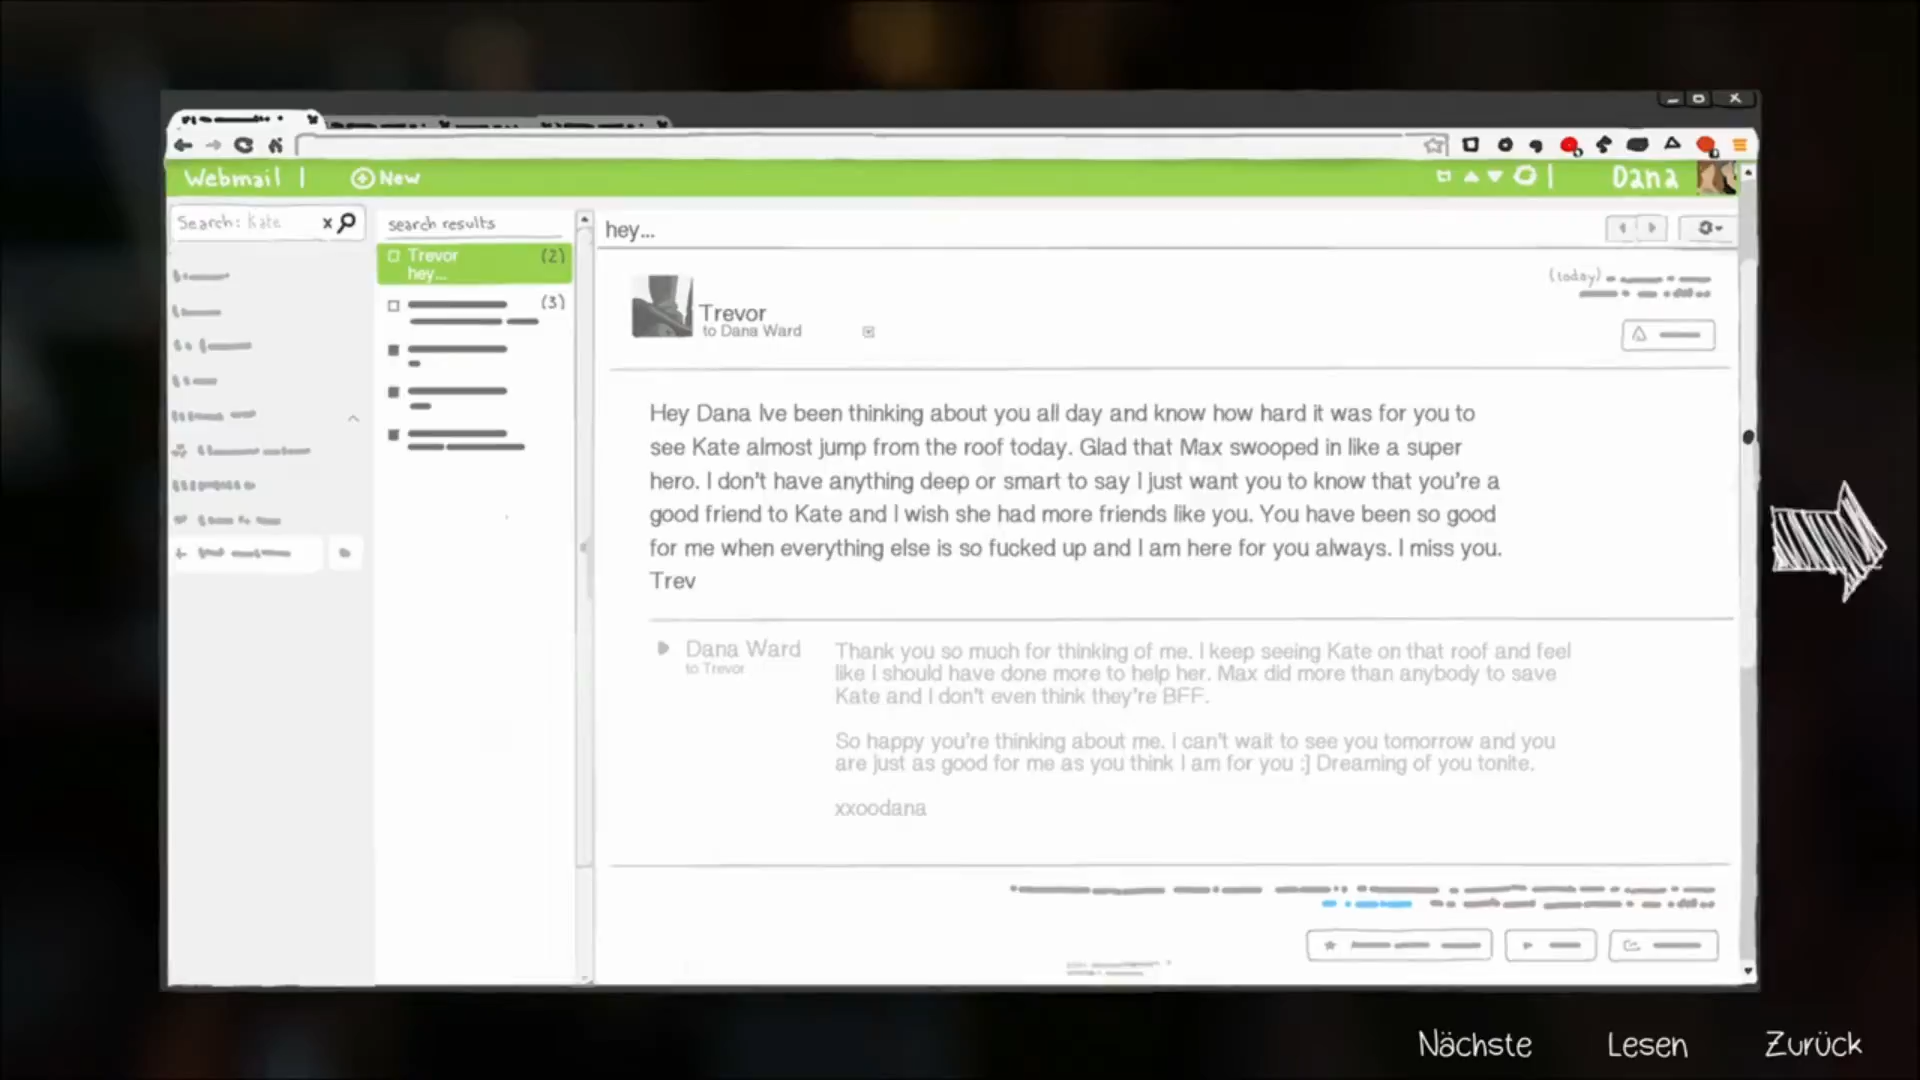 Webmail
New
Dana
Search: Kate
x
search results
Trevor (2)
hey...
(3)
hey...
(today)
Trevor
to Dana Ward
Hey Dana Ive been thinking about you all day and know how hard it was for you to
see Kate almost jump from the roof today. Glad that Max swooped in like a super
hero. I don't have anything deep or smart to say I just want you to know that you're a
good friend to Kate and I wish she had more friends like you. You have been so good
for me when everything else is so fucked up and I am here for you always. I miss you.
Trev
Dana Ward
to Trevor
Thank you so much for thinking of me. I keep seeing Kate on that roof and feel
like I should have done more to help her. Max did more than anybody to save
Kate and I don't even think they're BFF.
So happy you're thinking about me. I can't wait to see you tomorrow and you
are just as good for me as you think I am for you :] Dreaming of you tonite.
xxoodana
Nächste
Lesen
Zurück